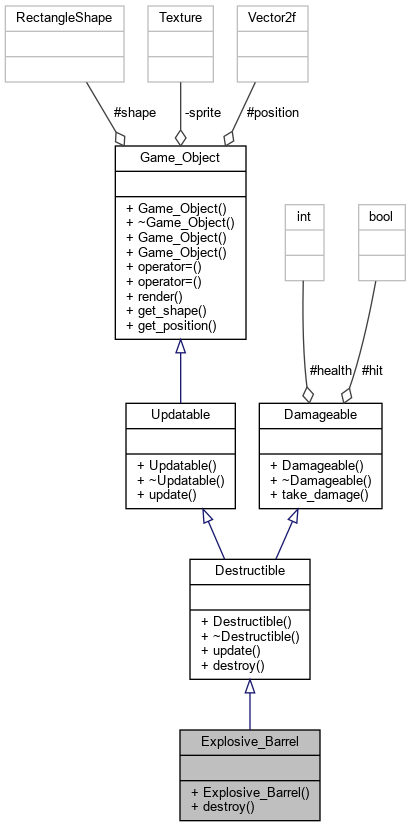 RectangleShape
Texture
Vector2f
#shape
-sprite
#position
Game_Object
+ Game_Object()
+ ~Game_Object()
+ Game_Object()
+ Game_Object()
+ operator=()
+ operator=()
+ render()
+ get_shape()
+ get_position()
int
bool
#health
#hit
Updatable
+ Updatable()
+ ~Updatable()
+ update()
Damageable
+ Damageable()
+ ~Damageable()
+ take_damage()
Destructible
+ Destructible()
+ ~Destructible()
+ update()
+ destroy()
Explosive_Barrel
+ Explosive_Barrel()
+ destroy()